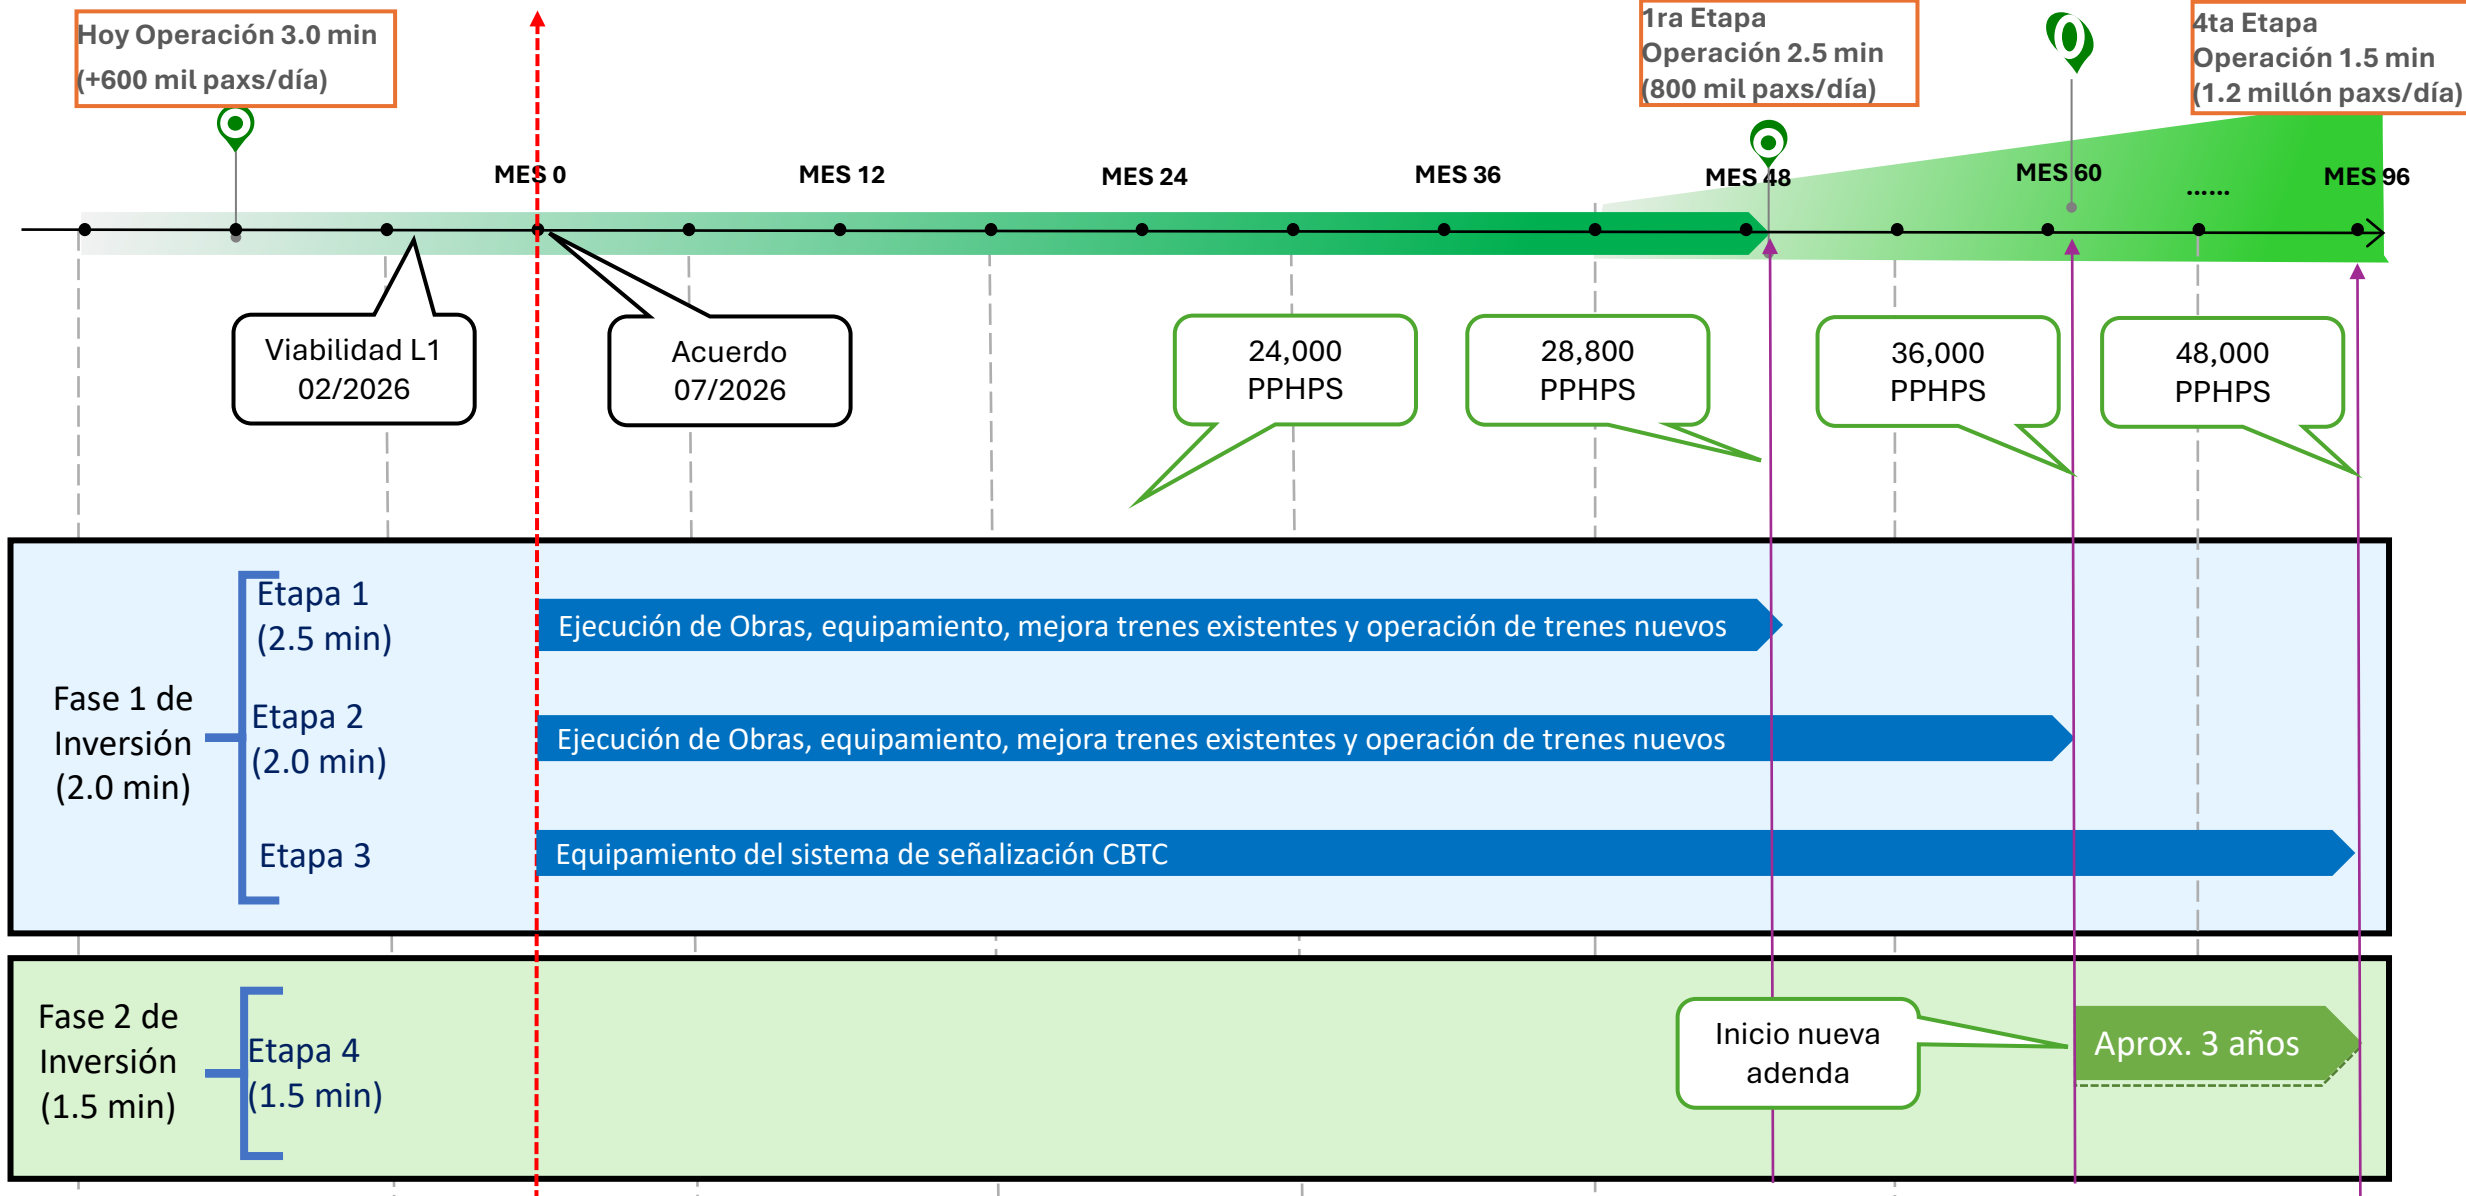 Hoy Operación 3.0 min
(+600 mil paxs/día)
1ra Etapa
Operación 2.5 min
(800 mil paxs/día)
4ta Etapa
Operación 1.5 min
(1.2 millón paxs/día)
MES 0
MES 12
MES 24
MES 36
MES 48
MES 60
......
MES 96
Viabilidad L1
02/2026
Acuerdo
07/2026
24,000
PPHPS
28,800
PPHPS
36,000
PPHPS
48,000
PPHPS
Fase 1 de
Inversión
(2.0 min)
Etapa 1
(2.5 min)
Ejecución de Obras, equipamiento, mejora trenes existentes y operación de trenes nuevos
Etapa 2
(2.0 min)
Ejecución de Obras, equipamiento, mejora trenes existentes y operación de trenes nuevos
Etapa 3
Equipamiento del sistema de señalización CBTC
Fase 2 de
Inversión
(1.5 min)
Etapa 4
(1.5 min)
Inicio nueva
adenda
Aprox. 3 años